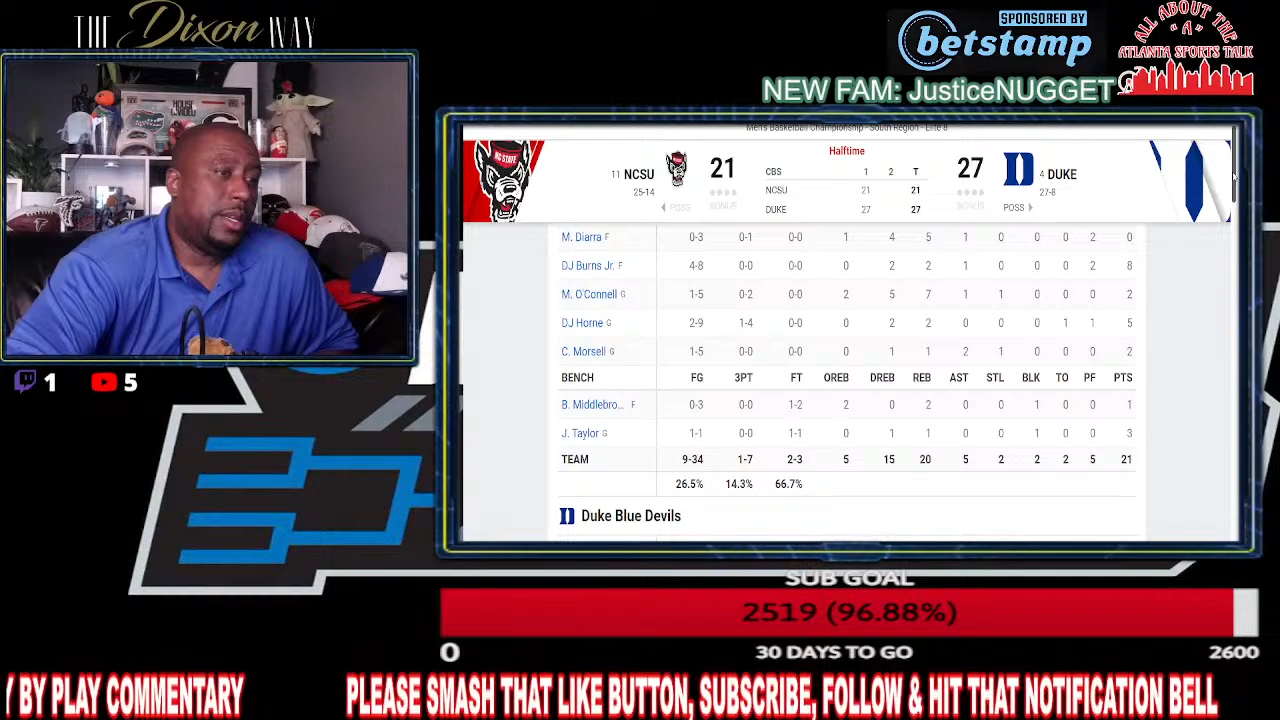 THE Dixon WAY
SPONSORED BY
betstamp
ALL ABOUT THE
"A"
ATLANTA SPORTS TALK
NEW FAM: JusticeNUGGET
HOUSE
DIVIDED
Men's Basketball Championship - South Region - Elite 8
NC STATE
11 NCSU
25-14
21
POSS
BONUS
Halftime
CBS 1 2 T
NCSU 21 21
DUKE 27 27
27
BONUS
4 DUKE
27-8
POSS
M. Diarra F 0-3 0-1 0-0 1 4 5 1 0 0 0 2 0
DJ Burns Jr. F 4-8 0-0 0-0 0 2 2 1 0 0 0 2 8
M. O'Connell G 1-5 0-2 0-0 2 5 7 1 1 0 0 0 2
DJ Horne G 2-9 1-4 0-0 0 2 2 0 0 0 1 1 5
C. Morsell G 1-5 0-0 0-0 0 1 1 2 1 0 0 0 2
BENCH FG 3PT FT OREB DREB REB AST STL BLK TO PF PTS
B. Middlebro... F 0-3 0-0 1-2 2 0 2 0 0 1 0 0 1
J. Taylor G 1-1 0-0 1-1 0 1 1 0 0 1 0 0 3
TEAM 9-34 1-7 2-3 5 15 20 5 2 2 2 5 21
26.5% 14.3% 66.7%
Duke Blue Devils
1 5
SUB GOAL
2519 (96.88%)
0 30 DAYS TO GO 2600
Y BY PLAY COMMENTARY PLEASE SMASH THAT LIKE BUTTON, SUBSCRIBE, FOLLOW & HIT THAT NOTIFICATION BELL